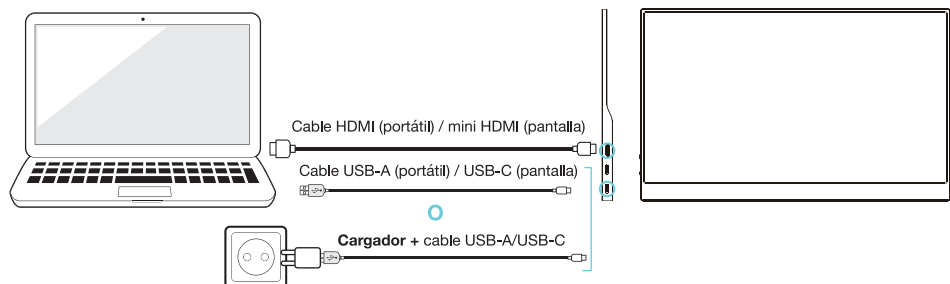 Cable HDMI (portátil) / mini HDMI (pantalla)
Cable USB-A (portátil) / USB-C (pantalla)
O
Cargador + cable USB-A/USB-C